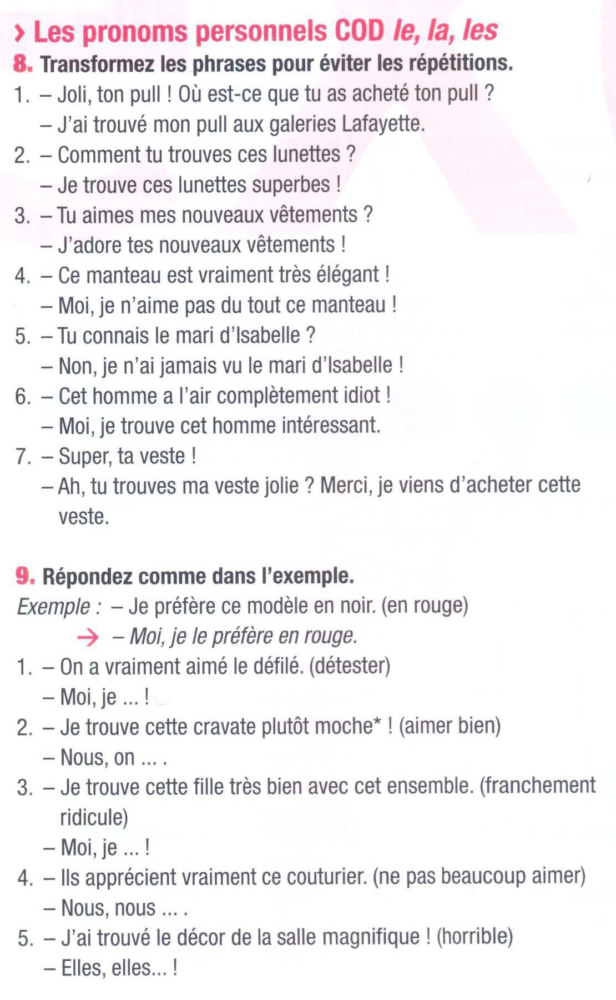 › Les pronoms personnels COD le, la, les
8. Transformez les phrases pour éviter les répétitions.
1. – Joli, ton pull ! Où est-ce que tu as acheté ton pull ?
– J'ai trouvé mon pull aux galeries Lafayette.
2. – Comment tu trouves ces lunettes ?
– Je trouve ces lunettes superbes !
3. – Tu aimes mes nouveaux vêtements ?
– J'adore tes nouveaux vêtements !
4. – Ce manteau est vraiment très élégant !
– Moi, je n'aime pas du tout ce manteau !
5. – Tu connais le mari d'Isabelle ?
– Non, je n'ai jamais vu le mari d'Isabelle !
6. – Cet homme a l'air complètement idiot !
– Moi, je trouve cet homme intéressant.
7. – Super, ta veste !
– Ah, tu trouves ma veste jolie ? Merci, je viens d'acheter cette
veste.
9. Répondez comme dans l'exemple.
Exemple : – Je préfère ce modèle en noir. (en rouge)
→ – Moi, je le préfère en rouge.
1. – On a vraiment aimé le défilé. (détester)
– Moi, je ... !
2. – Je trouve cette cravate plutôt moche* ! (aimer bien)
– Nous, on ... .
3. – Je trouve cette fille très bien avec cet ensemble. (franchement
ridicule)
– Moi, je ... !
4. – Ils apprécient vraiment ce couturier. (ne pas beaucoup aimer)
– Nous, nous ... .
5. – J'ai trouvé le décor de la salle magnifique ! (horrible)
– Elles, elles... !